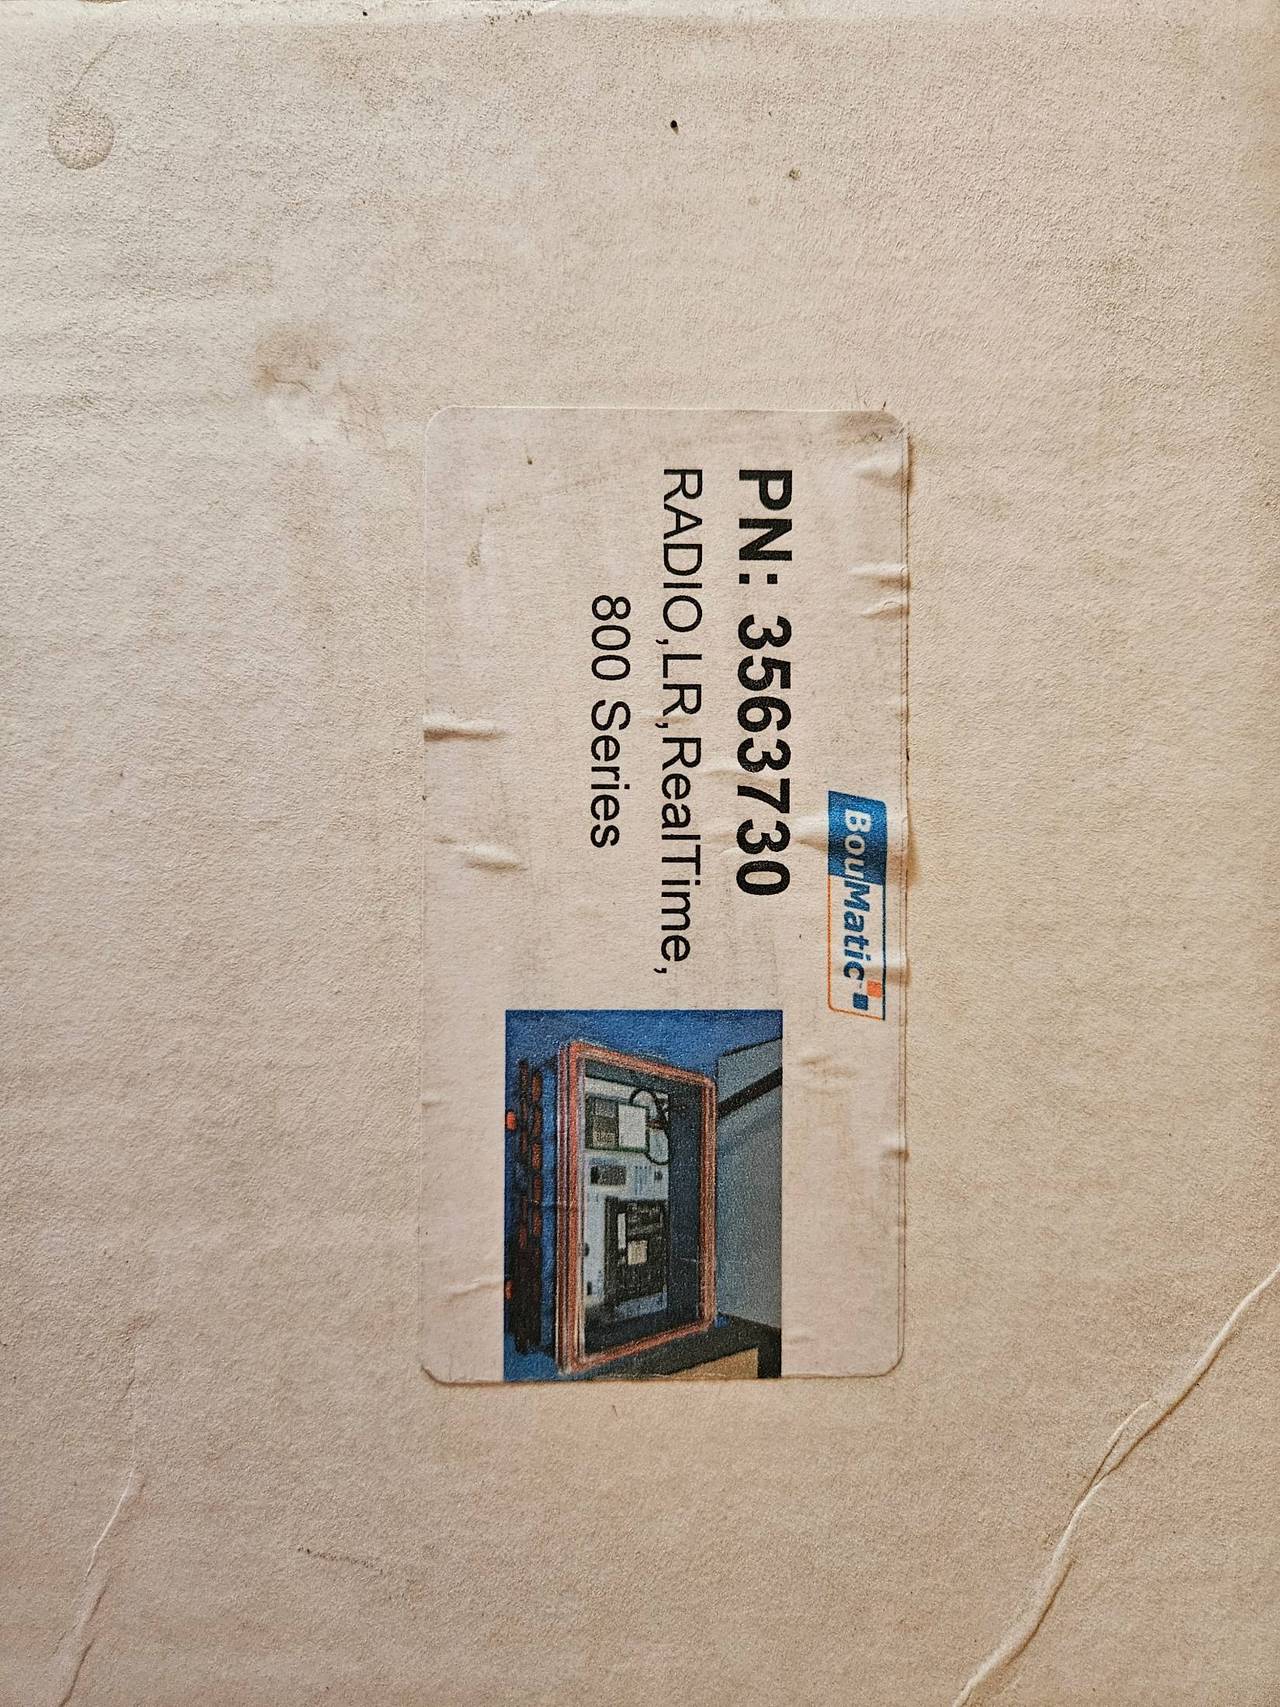 BouMatic
PN: 3563730
RADIO,LR,RealTime,
800 Series